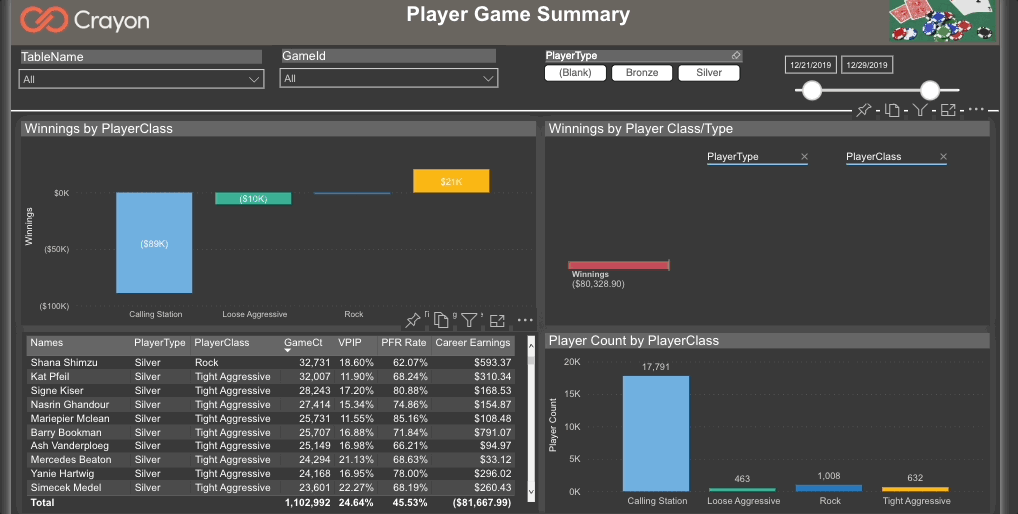 Crayon
Player Game Summary
TableName
All
GameId
All
PlayerType
(Blank)
Bronze
Silver
12/21/2019
12/29/2019
Winnings by PlayerClass
Winnings
$0K
($50K)
($100K)
($89K)
($10K)
$21K
Calling Station
Loose Aggressive
Rock
Winnings by Player Class/Type
PlayerType
PlayerClass
Winnings
($80,328.90)
Names PlayerType PlayerClass GameCt VPIP PFR Rate Career Earnings
Shana Shimzu Silver Rock 32,731 18.60% 62.07% $593.37
Kat Pfeil Silver Tight Aggressive 32,007 11.90% 68.24% $310.34
Signe Kiser Silver Tight Aggressive 28,243 17.20% 80.88% $168.53
Nasrin Ghandour Silver Tight Aggressive 27,414 15.34% 74.86% $154.87
Mariepier Mclean Silver Tight Aggressive 25,731 11.55% 85.16% $108.48
Barry Bookman Silver Tight Aggressive 25,707 16.88% 71.84% $791.07
Ash Vanderploeg Silver Tight Aggressive 25,149 16.98% 66.21% $94.97
Mercedes Beaton Silver Tight Aggressive 24,294 21.13% 68.63% $33.12
Yanie Hartwig Silver Tight Aggressive 24,168 16.95% 78.00% $296.02
Simecek Medel Silver Tight Aggressive 23,601 22.27% 68.19% $260.43
Total 1,102,992 24.64% 45.53% ($81,667.99)
Player Count by PlayerClass
Player Count
20K
15K
10K
5K
0K
17,791
463
1,008
632
Calling Station
Loose Aggressive
Rock
Tight Aggressive